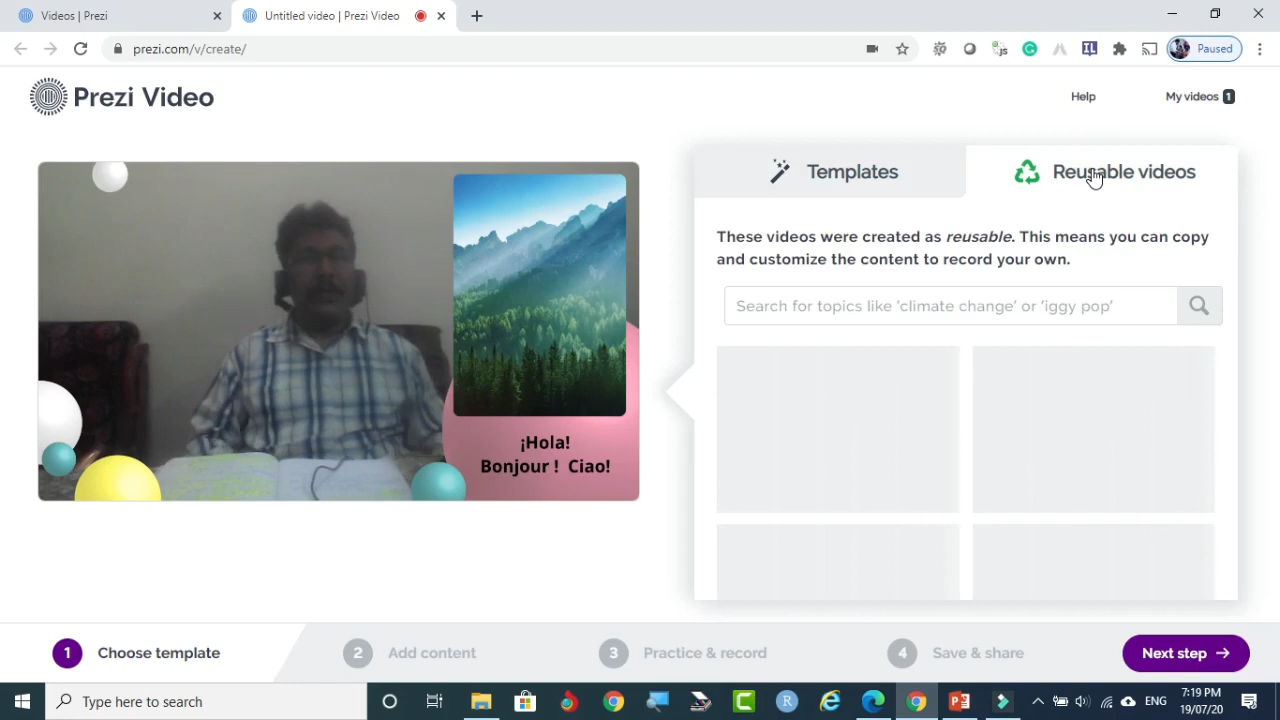 Videos | Prezi
Untitled video | Prezi Video
prezi.com/v/create/
Paused
Prezi Video
Help
My videos 1
Templates
Reusable videos
These videos were created as reusable. This means you can copy
and customize the content to record your own.
Search for topics like 'climate change' or 'iggy pop'
¡Hola!
Bonjour ! Ciao!
1 Choose template
2 Add content
3 Practice & record
4 Save & share
Next step
Type here to search
ENG
7:19 PM
19/07/20